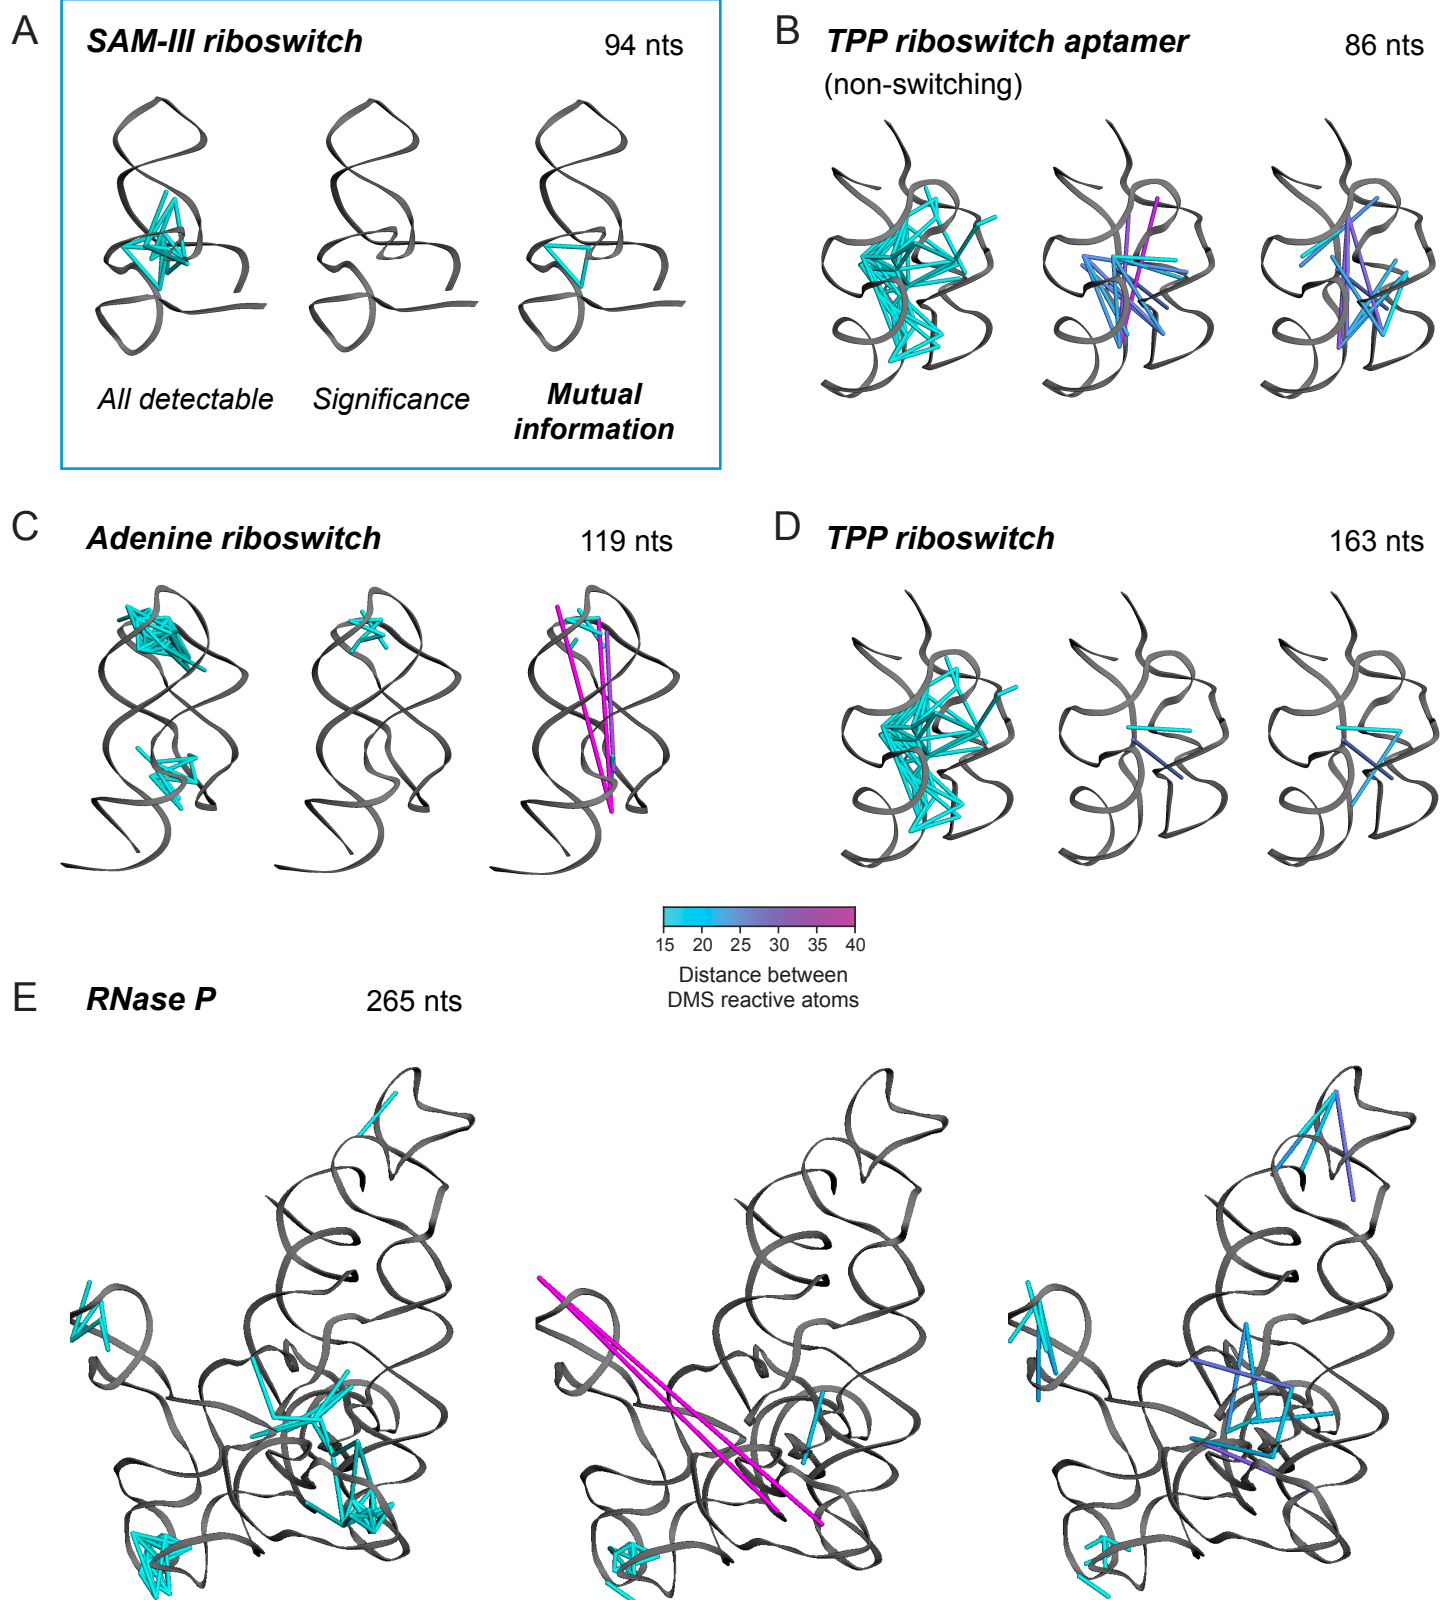 A
SAM-III riboswitch
94 nts
All detectable
Significance
Mutual
information
B
TPP riboswitch aptamer
86 nts
(non-switching)
C
Adenine riboswitch
119 nts
D
TPP riboswitch
163 nts
15 20 25 30 35 40
Distance between
DMS reactive atoms
E
RNase P
265 nts